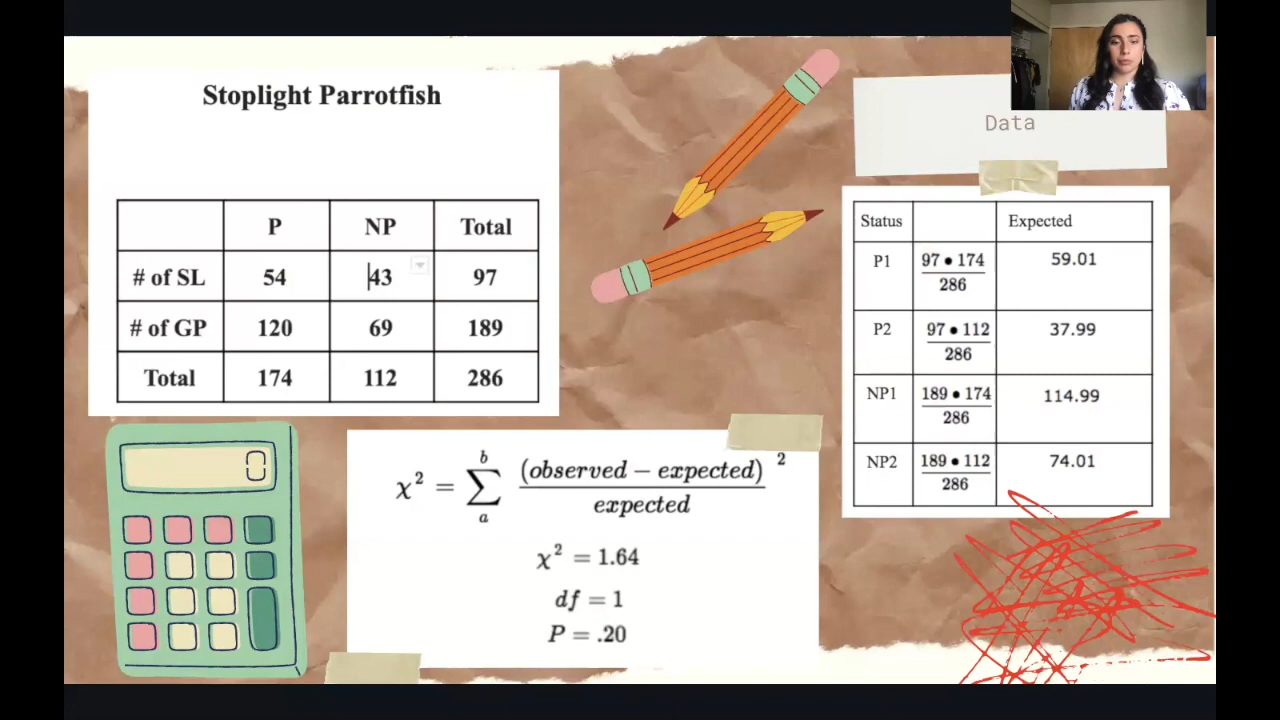 Stoplight Parrotfish
P NP Total
# of SL 54 43 97
# of GP 120 69 189
Total 174 112 286
0
χ² = b ∑ a (observed − expected) 2 / expected
χ² = 1.64
df = 1
P = .20
Data
Status Expected
P1 97 • 174 / 286 59.01
P2 97 • 112 / 286 37.99
NP1 189 • 174 / 286 114.99
NP2 189 • 112 / 286 74.01